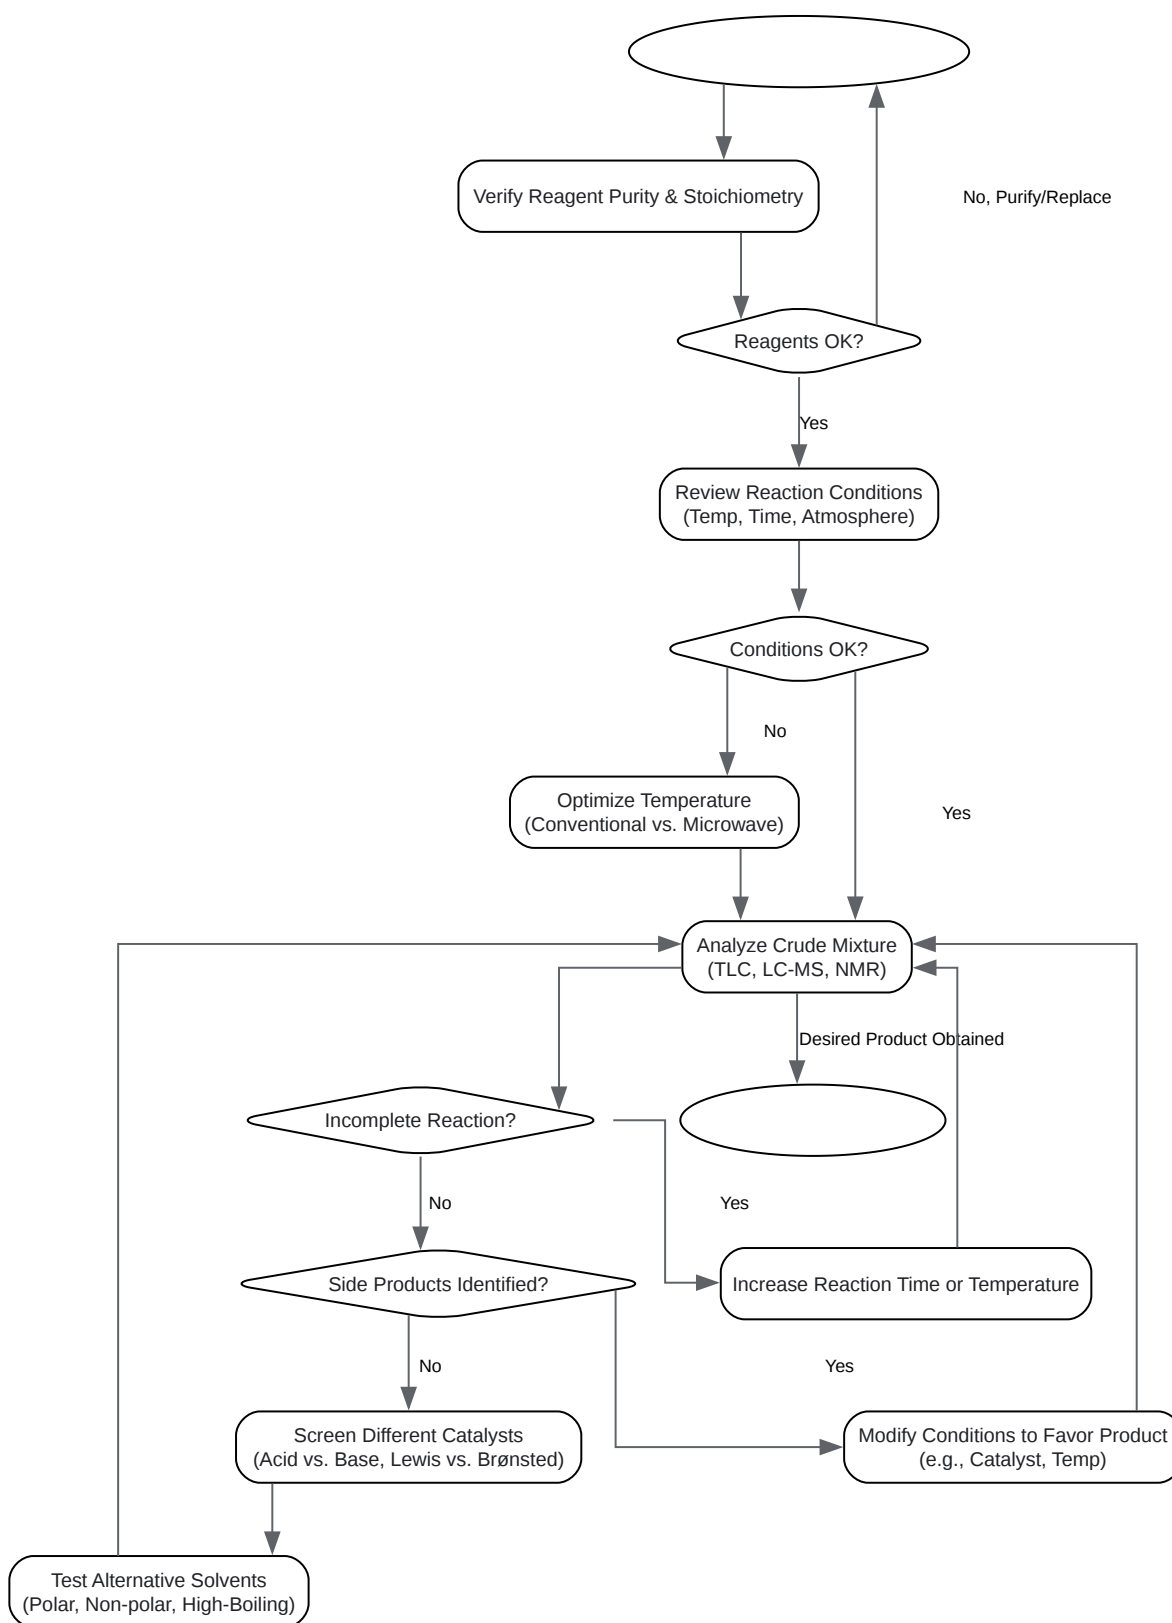 Verify Reagent Purity & Stoichiometry
No, Purify/Replace
Reagents OK?
Yes
Review Reaction Conditions
(Temp, Time, Atmosphere)
Conditions OK?
No
Optimize Temperature
(Conventional vs. Microwave)
Yes
Analyze Crude Mixture
(TLC, LC-MS, NMR)
Desired Product Obtained
Incomplete Reaction?
No
Yes
Side Products Identified?
Increase Reaction Time or Temperature
No
Yes
Screen Different Catalysts
(Acid vs. Base, Lewis vs. Brønsted)
Modify Conditions to Favor Product
(e.g., Catalyst, Temp)
Test Alternative Solvents
(Polar, Non-polar, High-Boiling)